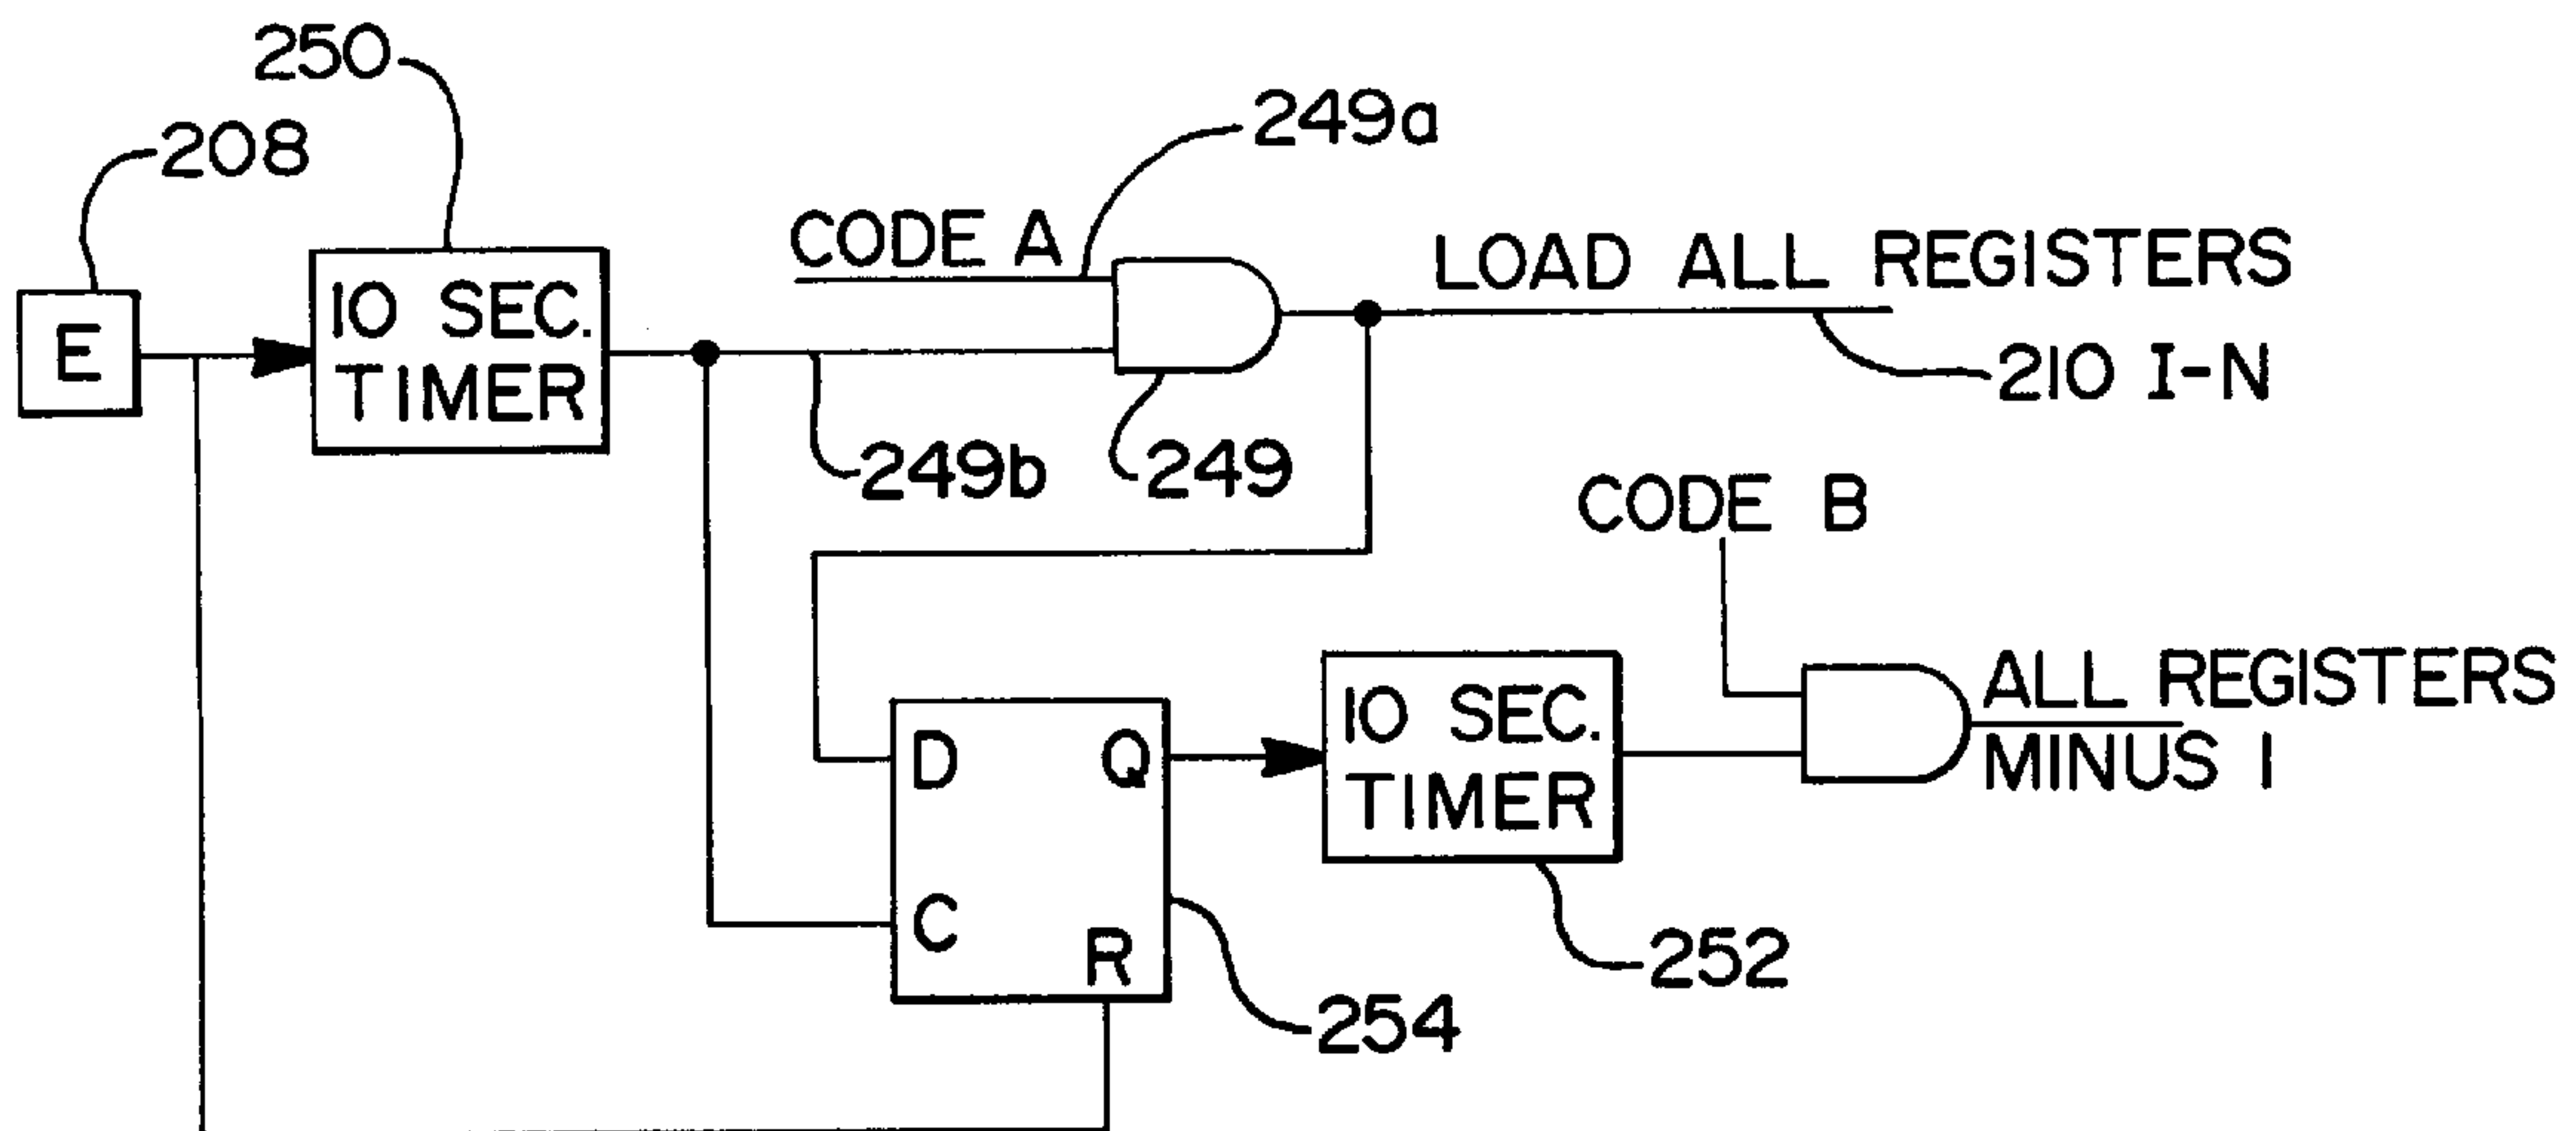 250
208
249a
CODE A
LOAD ALL REGISTERS
E
10 SEC.
TIMER
210 I-N
249b
249
CODE B
ALL REGISTERS
MINUS 1
D
Q
C
R
10 SEC.
TIMER
252
254